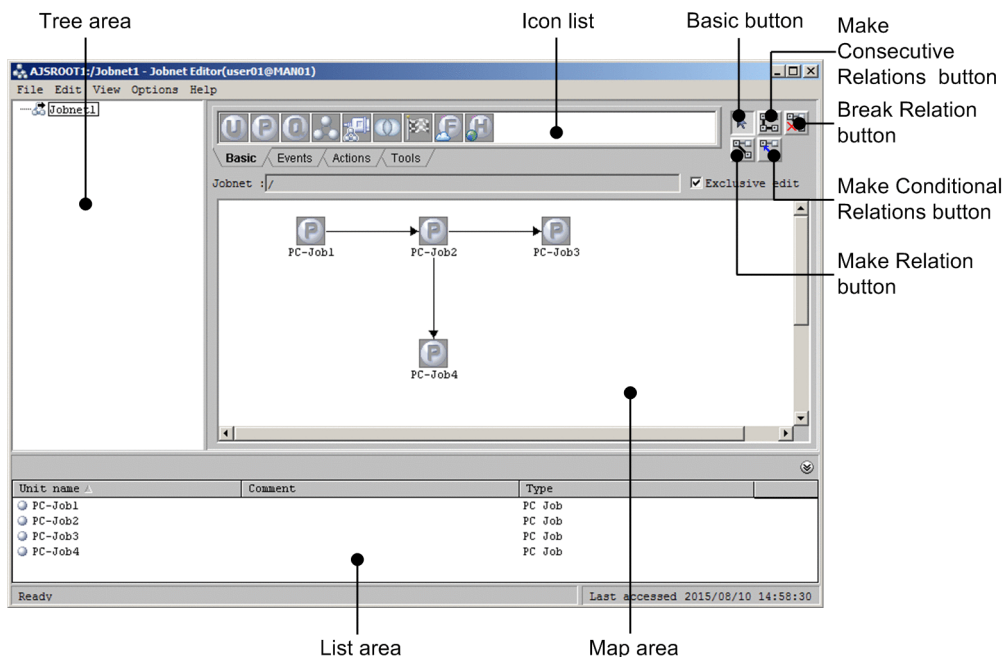 Tree area
Icon list
Basic button
Make
Consecutive
Relations button
Break Relation
button
Make Conditional
Relations button
Make Relation
button
AJSROOT1:/Jobnet1 - Jobnet Editor(user01@MAN01)
File Edit View Options Help
Jobnet1
U P Q F H
Basic Events Actions Tools
Jobnet : /
Exclusive edit
P P P
PC-Job1 PC-Job2 PC-Job3
P
PC-Job4
Unit name Comment Type
PC-Job1 PC Job
PC-Job2 PC Job
PC-Job3 PC Job
PC-Job4 PC Job
Ready Last accessed 2015/08/10 14:58:30
List area
Map area